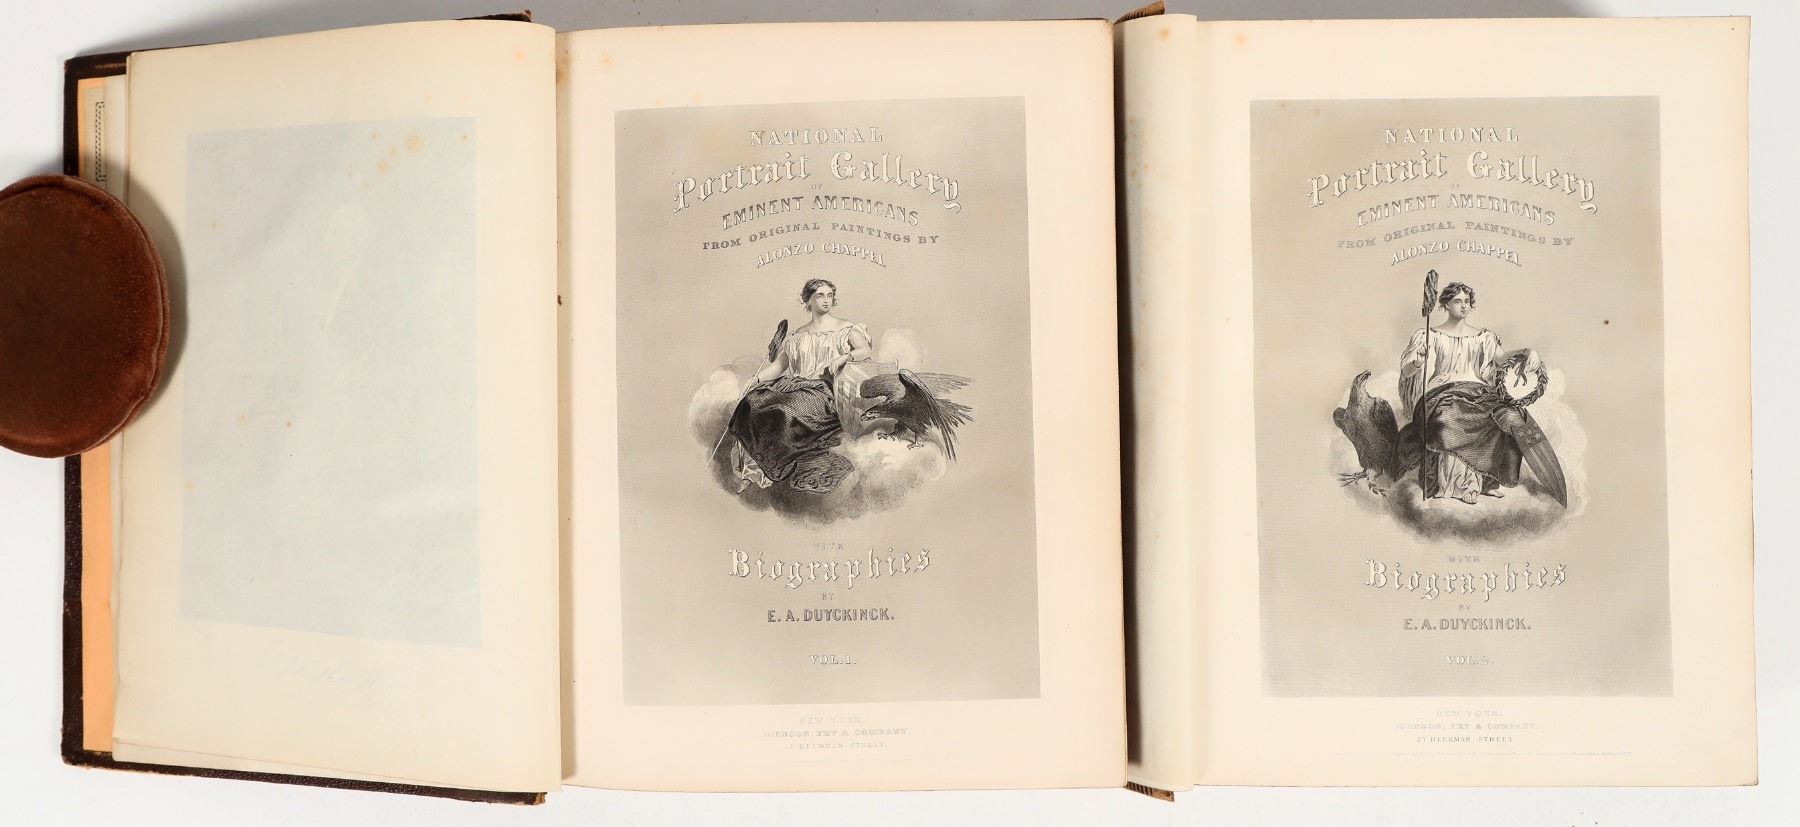 NATIONAL
Portrait Gallery
OF
EMINENT AMERICANS
FROM ORIGINAL PAINTINGS BY
ALONZO CHAPPEL
WITH
Biographies
BY
E. A. DUYCKINCK.
VOL. 1.
NEW YORK.
JOHNSON, FRY & COMPANY.
27 BEEKMAN STREET
NATIONAL
Portrait Gallery
OF
EMINENT AMERICANS
FROM ORIGINAL PAINTINGS BY
ALONZO CHAPPEL
WITH
Biographies
BY
E. A. DUYCKINCK.
VOL. 2.
NEW YORK.
JOHNSON, FRY & COMPANY.
27 BEEKMAN STREET